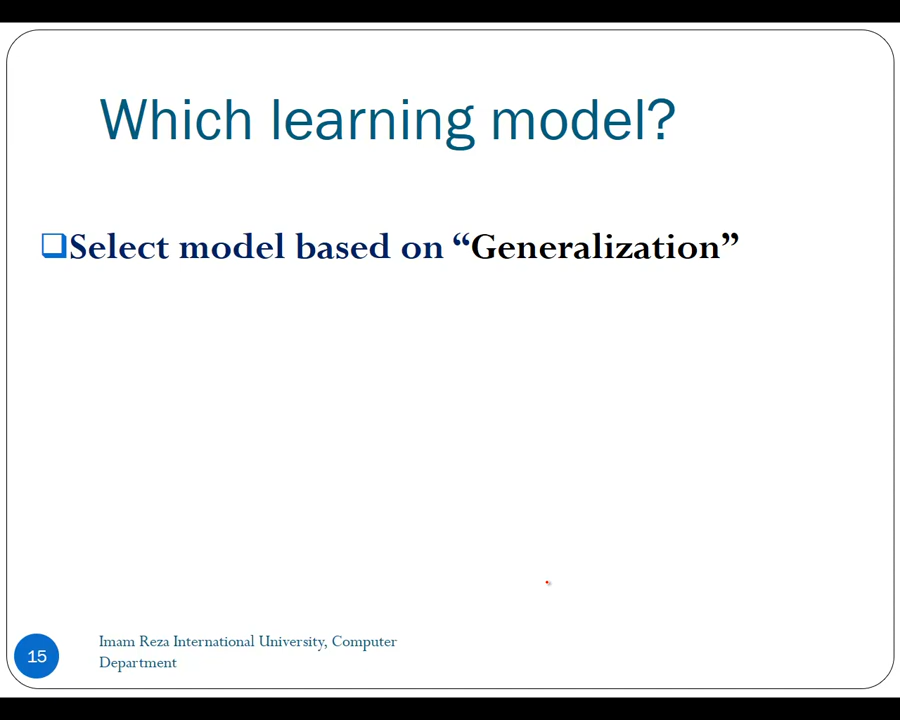 Which learning model?
Select model based on “Generalization”
Imam Reza International University, Computer
Department
15